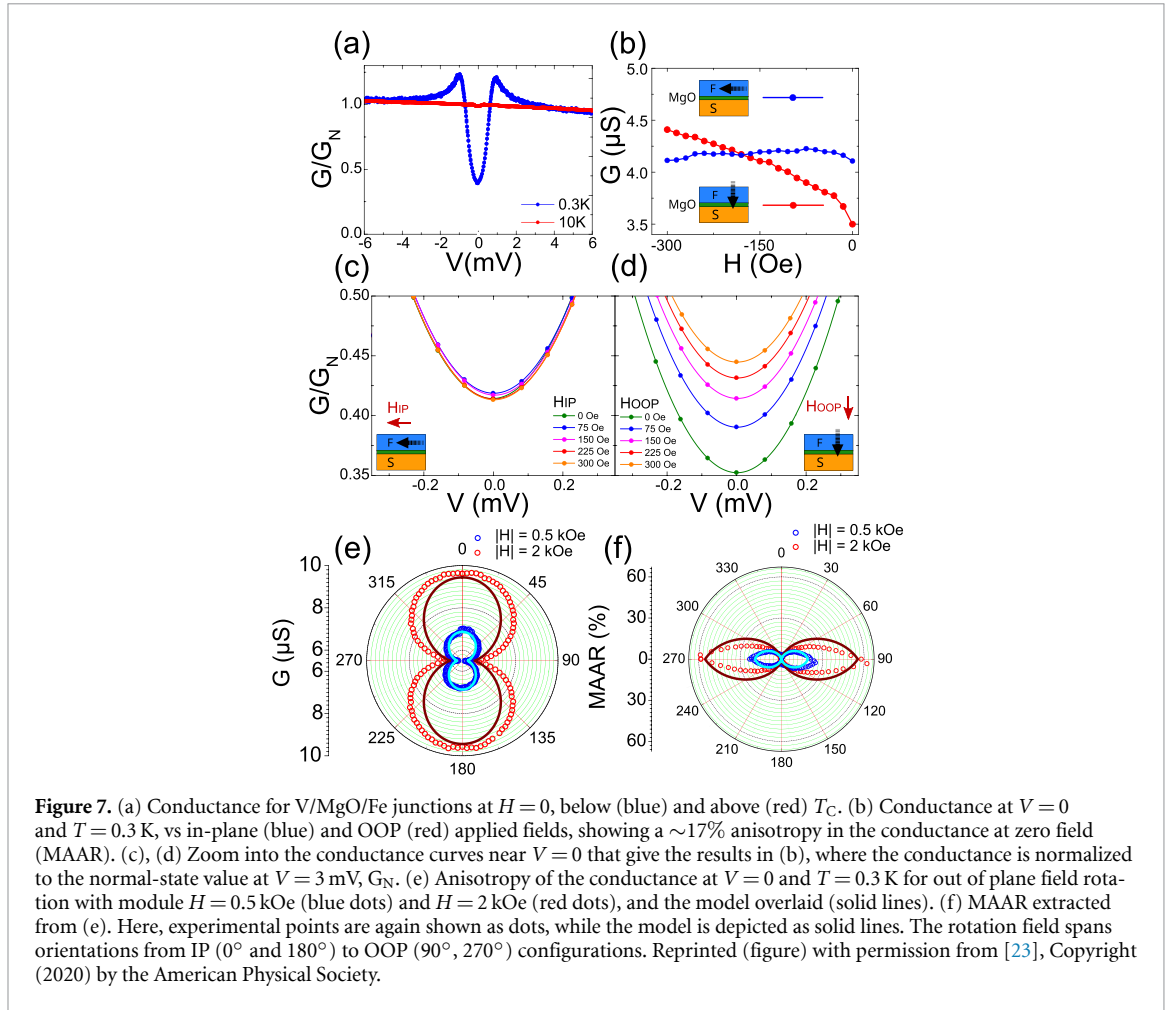 (a)
G/G_N
1.0
0.5
0.0
-6
-4
-2
0
2
4
6
V(mV)
0.3K
10K
(b)
G (µS)
5.0
4.5
4.0
3.5
-300
-150
0
H (Oe)
MgO
F
S
MgO
F
S
(c)
G/G_N
0.50
0.45
0.40
0.35
-0.2
0.0
0.2
V (mV)
HIP
F
S
HIP
0 Oe
75 Oe
150 Oe
225 Oe
300 Oe
(d)
HOOP
0 Oe
75 Oe
150 Oe
225 Oe
300 Oe
HOOP
F
S
-0.2
0.0
0.2
V (mV)
(e)
|H| = 0.5 kOe
|H| = 2 kOe
G (µS)
10
8
6
6
8
10
0
45
90
135
180
225
270
315
(f)
|H| = 0.5 kOe
|H| = 2 kOe
MAAR (%)
60
30
0
30
60
0
30
60
90
120
150
180
210
240
270
300
330
Figure 7. (a) Conductance for V/MgO/Fe junctions at H = 0, below (blue) and above (red) T_C. (b) Conductance at V = 0
and T = 0.3 K, vs in-plane (blue) and OOP (red) applied fields, showing a ∼17% anisotropy in the conductance at zero field
(MAAR). (c), (d) Zoom into the conductance curves near V = 0 that give the results in (b), where the conductance is normalized
to the normal-state value at V = 3 mV, G_N. (e) Anisotropy of the conductance at V = 0 and T = 0.3 K for out of plane field rota-
tion with module H = 0.5 kOe (blue dots) and H = 2 kOe (red dots), and the model overlaid (solid lines). (f) MAAR extracted
from (e). Here, experimental points are again shown as dots, while the model is depicted as solid lines. The rotation field spans
orientations from IP (0° and 180°) to OOP (90°, 270°) configurations. Reprinted (figure) with permission from [23], Copyright
(2020) by the American Physical Society.